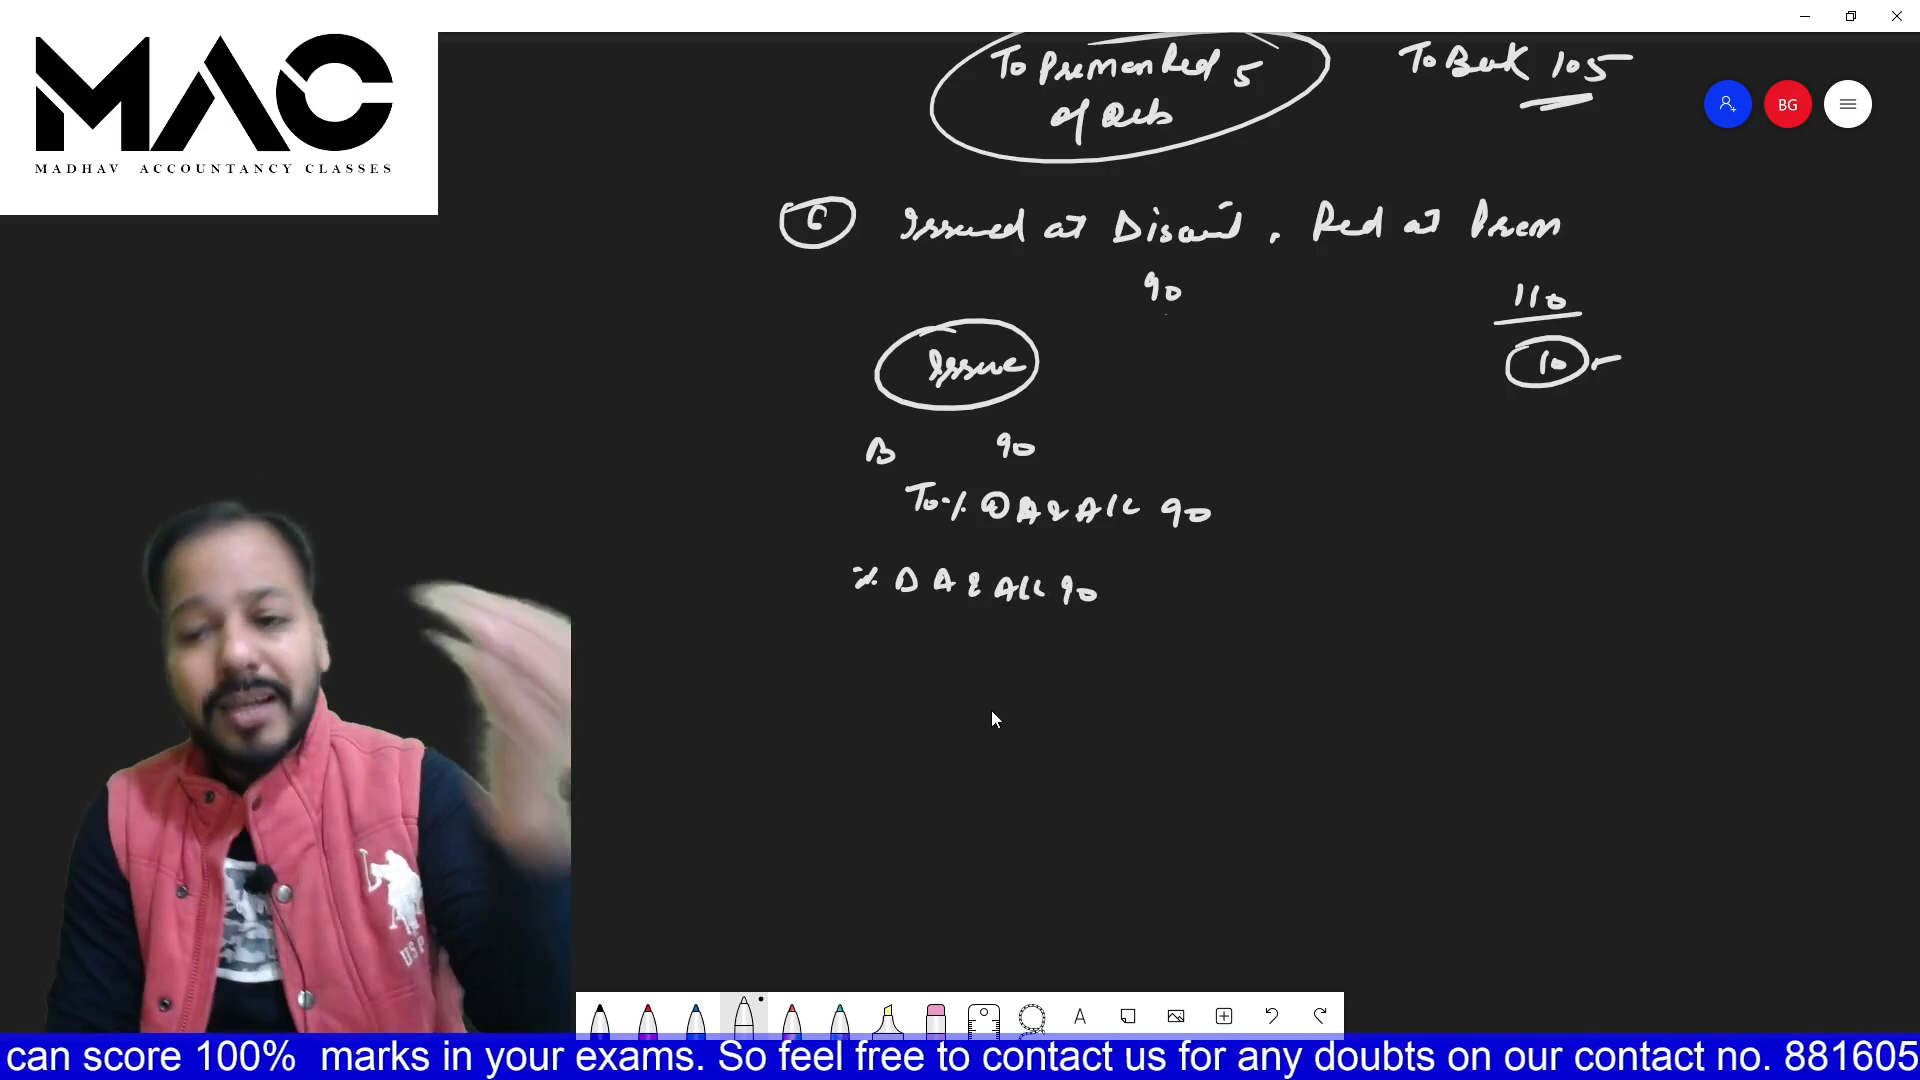 MAC
MADHAV ACCOUNTANCY CLASSES
To Prem on Red 5
of Deb
To Bank 105
BG
6 Issued at Discount, Red at Prem
90
110
10
Issue
B 90
To % D A & A/c 90
% D A & A/c 90
USP
A
can score 100% marks in your exams. So feel free to contact us for any doubts on our contact no. 881605